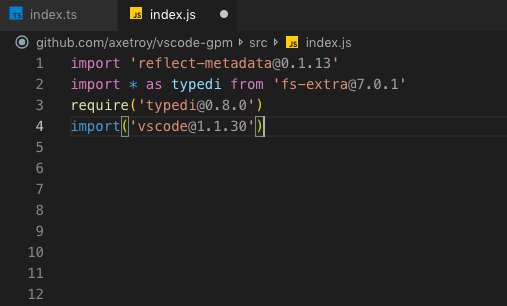 TS index.ts JS index.js
github.com/axetroy/vscode-gpm › src › JS index.js
1 import 'reflect-metadata@0.1.13'
2 import * as typedi from 'fs-extra@7.0.1'
3 require('typedi@0.8.0')
4 import('vscode@1.1.30')
5
6
7
8
9
10
11
12